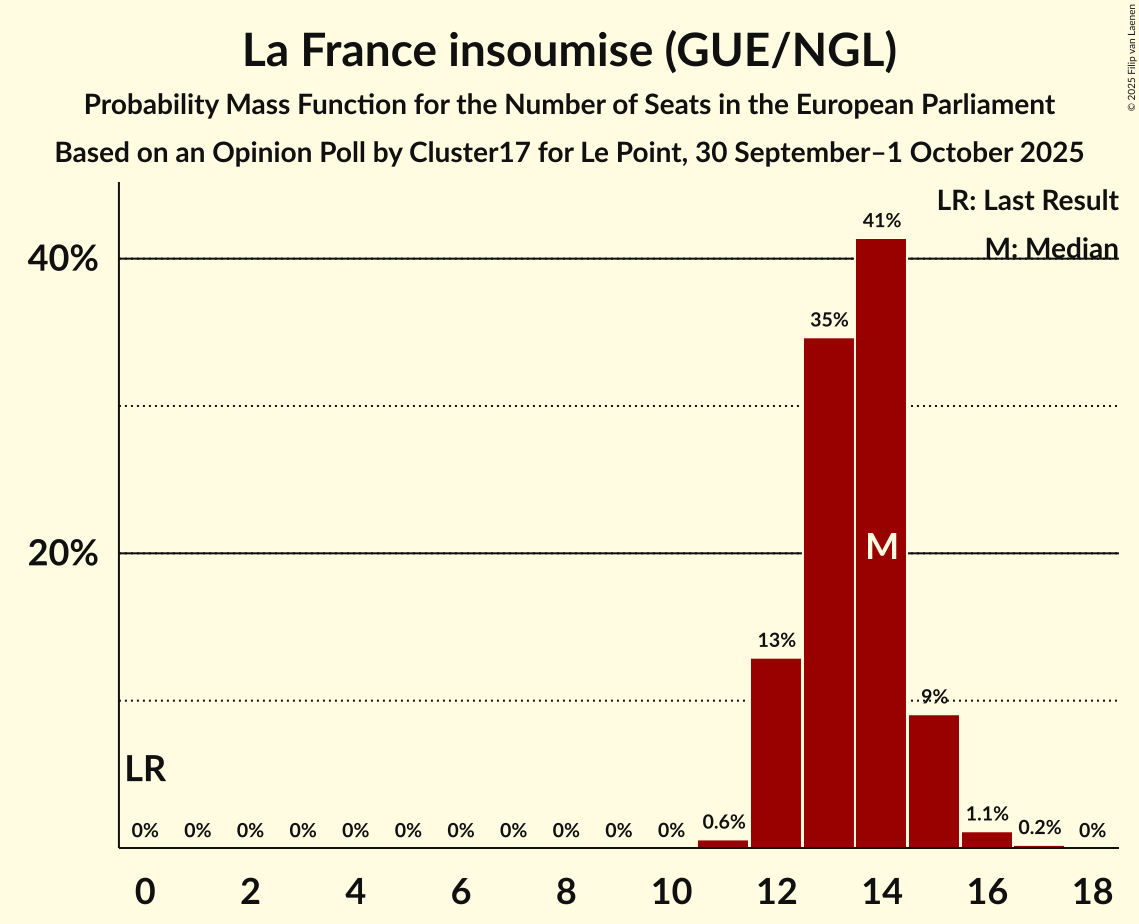 La France insoumise (GUE/NGL)
Probability Mass Function for the Number of Seats in the European Parliament
Based on an Opinion Poll by Cluster17 for Le Point, 30 September–1 October 2025
© 2025 Filip van Laenen
LR: Last Result
M: Median
41%
40%
35%
20%
M
13%
9%
LR
0% 0% 0% 0% 0% 0% 0% 0% 0% 0% 0% 0.6% 1.1% 0.2% 0%
0 2 4 6 8 10 12 14 16 18